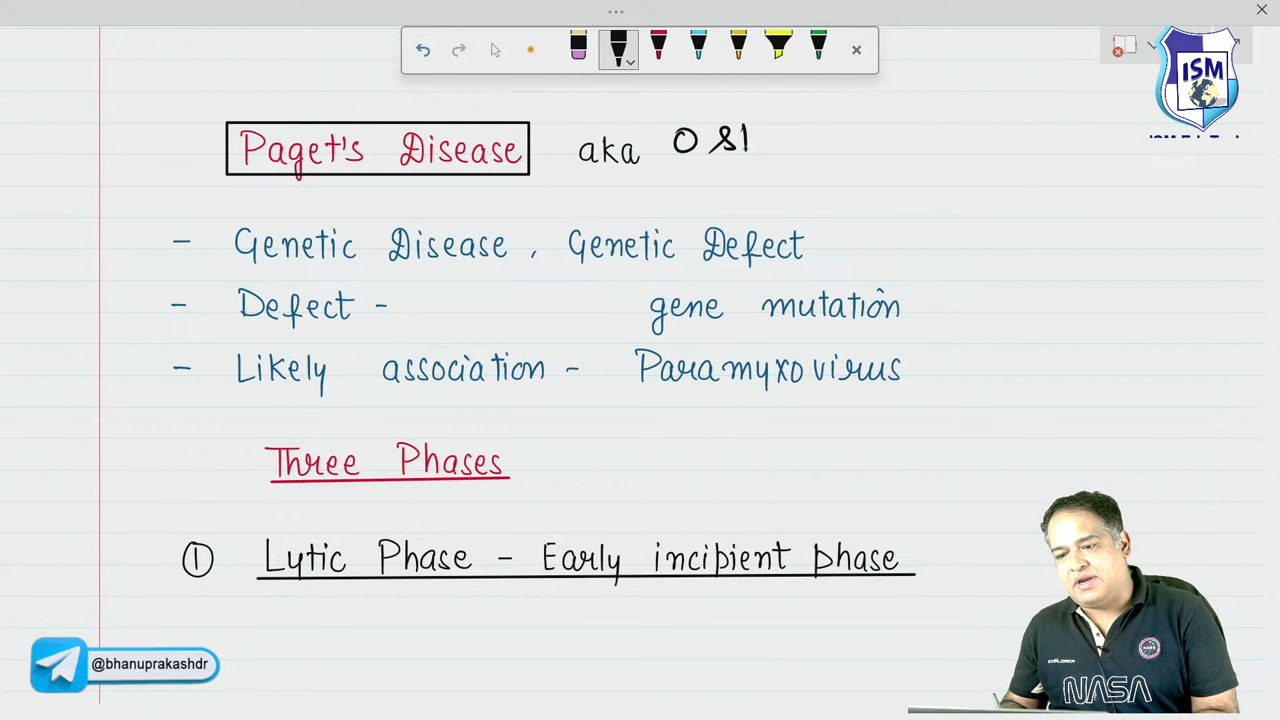 ISM
Paget's Disease aka
- Genetic Disease, Genetic Defect
- Defect - gene mutation
- Likely association - Paramyxovirus
Three Phases
① Lytic Phase - Early incipient phase
@bhanuprakashdr
EXPLORER
NASA